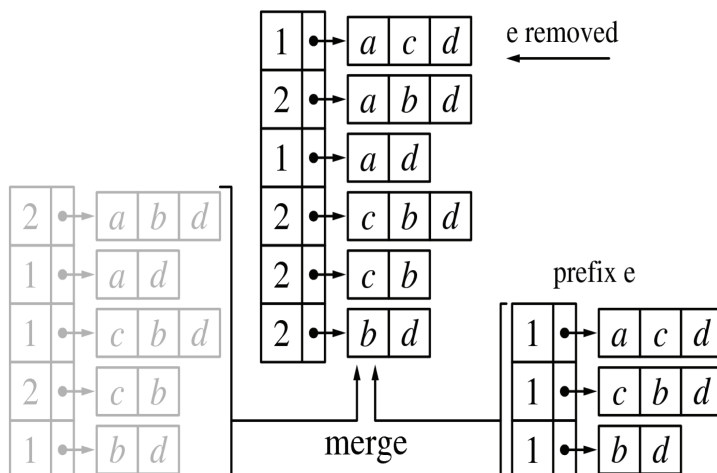 1 a c d
e removed
2 a b d
1 a d
2 c b d
2 c b
2 b d
2 a b d
1 a d
1 c b d
2 c b
1 b d
prefix e
1 a c d
1 c b d
1 b d
merge